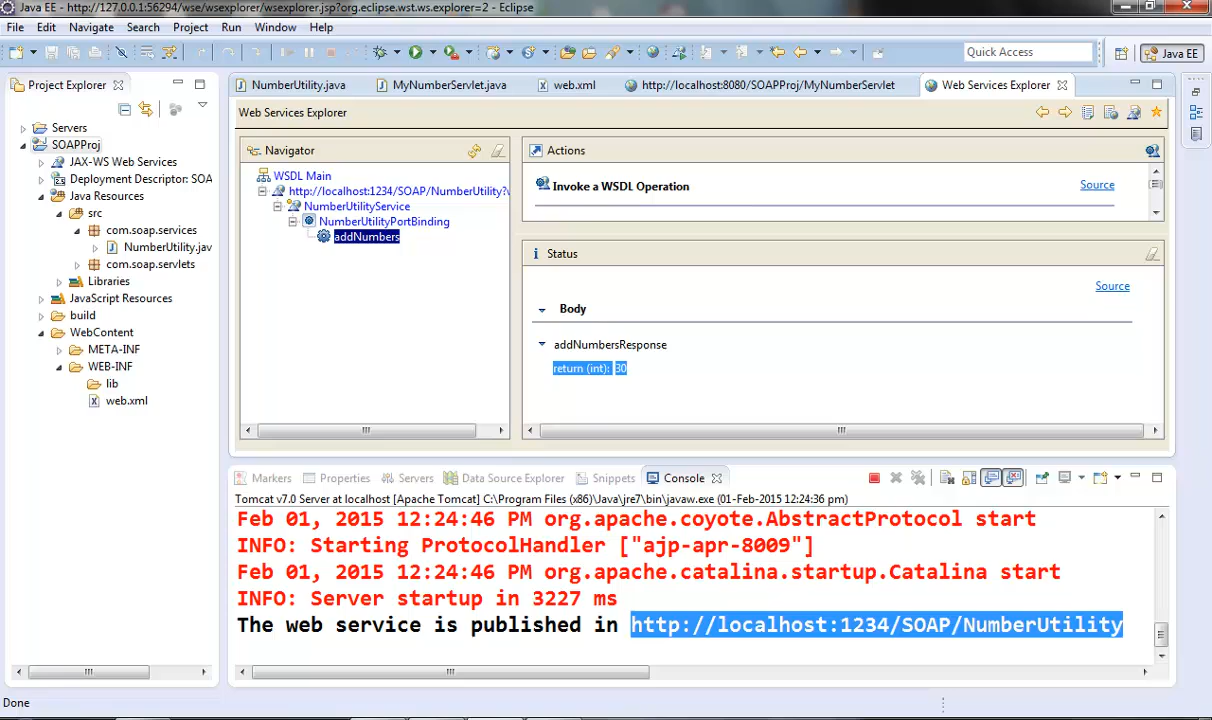 Java EE - http://127.0.0.1:56294/wse/wsexplorer/wsexplorer.jsp?org.eclipse.wst.ws.explorer=2 - Eclipse
File Edit Navigate Search Project Run Window Help
Quick Access
Java EE
Project Explorer
NumberUtility.java
MyNumberServlet.java
web.xml
http://localhost:8080/SOAPProj/MyNumberServlet
Web Services Explorer
Servers
SOAPProj
JAX-WS Web Services
Deployment Descriptor: SOA
Java Resources
src
com.soap.services
NumberUtility.jav
com.soap.servlets
Libraries
JavaScript Resources
build
WebContent
META-INF
WEB-INF
lib
web.xml
Web Services Explorer
Navigator
WSDL Main
http://localhost:1234/SOAP/NumberUtility?
NumberUtilityService
NumberUtilityPortBinding
addNumbers
Actions
Invoke a WSDL Operation
Source
Status
Source
Body
addNumbersResponse
return (int): 30
Markers
Properties
Servers
Data Source Explorer
Snippets
Console
Tomcat v7.0 Server at localhost [Apache Tomcat] C:\Program Files (x86)\Java\jre7\bin\javaw.exe (01-Feb-2015 12:24:36 pm)
Feb 01, 2015 12:24:46 PM org.apache.coyote.AbstractProtocol start
INFO: Starting ProtocolHandler ["ajp-apr-8009"]
Feb 01, 2015 12:24:46 PM org.apache.catalina.startup.Catalina start
INFO: Server startup in 3227 ms
The web service is published in http://localhost:1234/SOAP/NumberUtility
Done